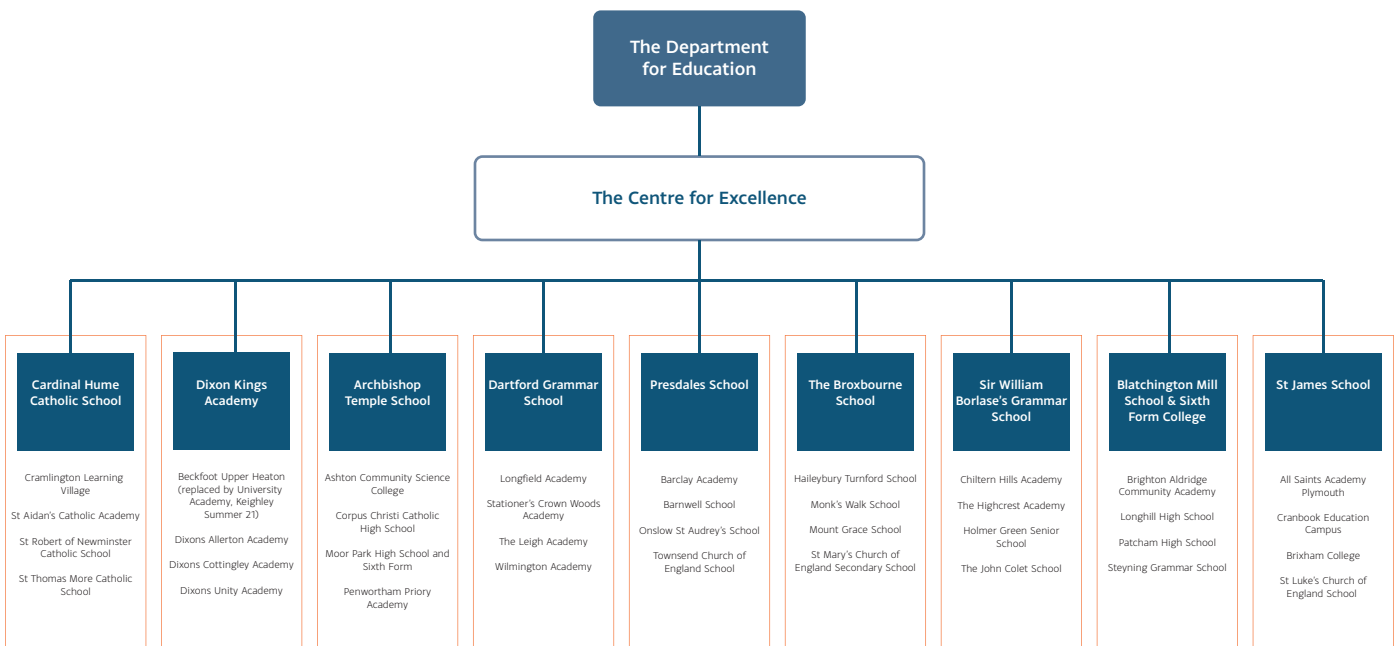 The Department
for Education
The Centre for Excellence
Cardinal Hume
Catholic School
Cramlington Learning
Village
St Aidan's Catholic Academy
St Robert of Newminster
Catholic School
St Thomas More Catholic
School
Dixon Kings
Academy
Beckfoot Upper Heaton
(replaced by University
Academy, Keighley
Summer 21)
Dixons Allerton Academy
Dixons Cottingley Academy
Dixons Unity Academy
Archbishop
Temple School
Ashton Community Science
College
Corpus Christi Catholic
High School
Moor Park High School and
Sixth Form
Penwortham Priory
Academy
Dartford Grammar
School
Longfield Academy
Stationer's Crown Woods
Academy
The Leigh Academy
Wilmington Academy
Presdales School
Barclay Academy
Barnwell School
Onslow St Audrey's School
Townsend Church of
England School
The Broxbourne
School
Haileybury Turnford School
Monk's Walk School
Mount Grace School
St Mary's Church of
England Secondary School
Sir William
Borlase's Grammar
School
Chiltern Hills Academy
The Highcrest Academy
Holmer Green Senior
School
The John Colet School
Blatchington Mill
School & Sixth
Form College
Brighton Aldridge
Community Academy
Longhill High School
Patcham High School
Steyning Grammar School
St James School
All Saints Academy
Plymouth
Cranbook Education
Campus
Brixham College
St Luke's Church of
England School